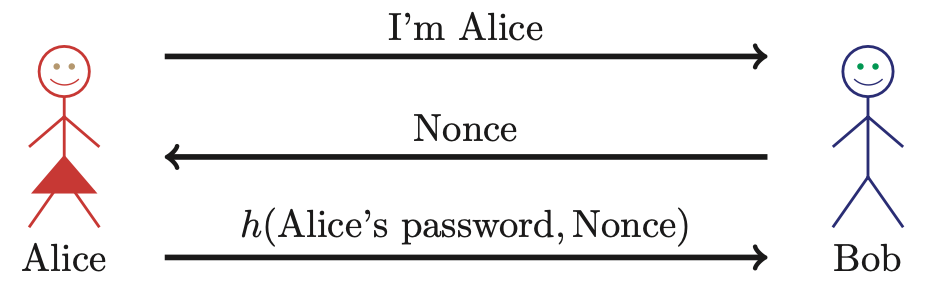 I'm Alice
Nonce
h(Alice's password, Nonce)
Alice
Bob